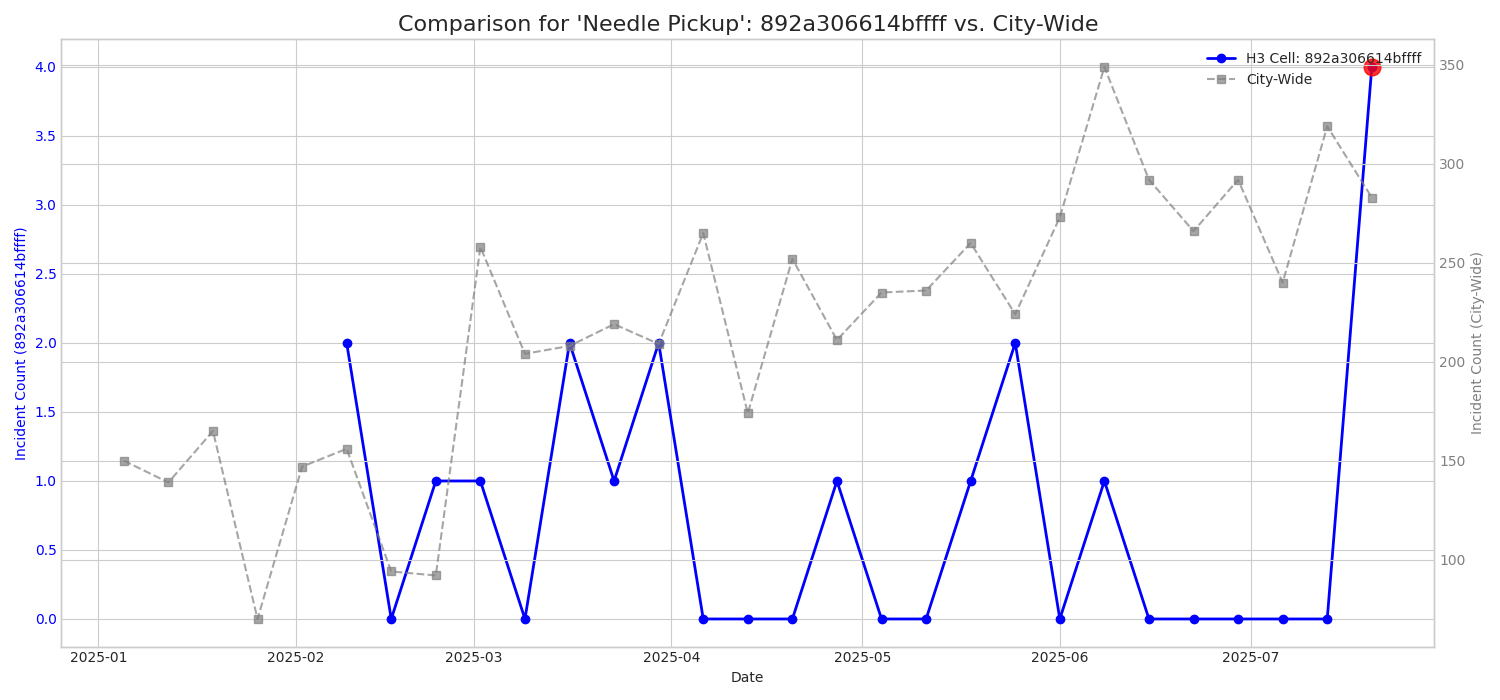 Comparison for 'Needle Pickup': 892a306614bffff vs. City-Wide
H3 Cell: 892a306614bffff
City-Wide
Incident Count (892a306614bffff)
4.0
3.5
3.0
2.5
2.0
1.5
1.0
0.5
0.0
350
300
250
200
150
100
Incident Count (City-Wide)
2025-01 2025-02 2025-03 2025-04 2025-05 2025-06 2025-07
Date